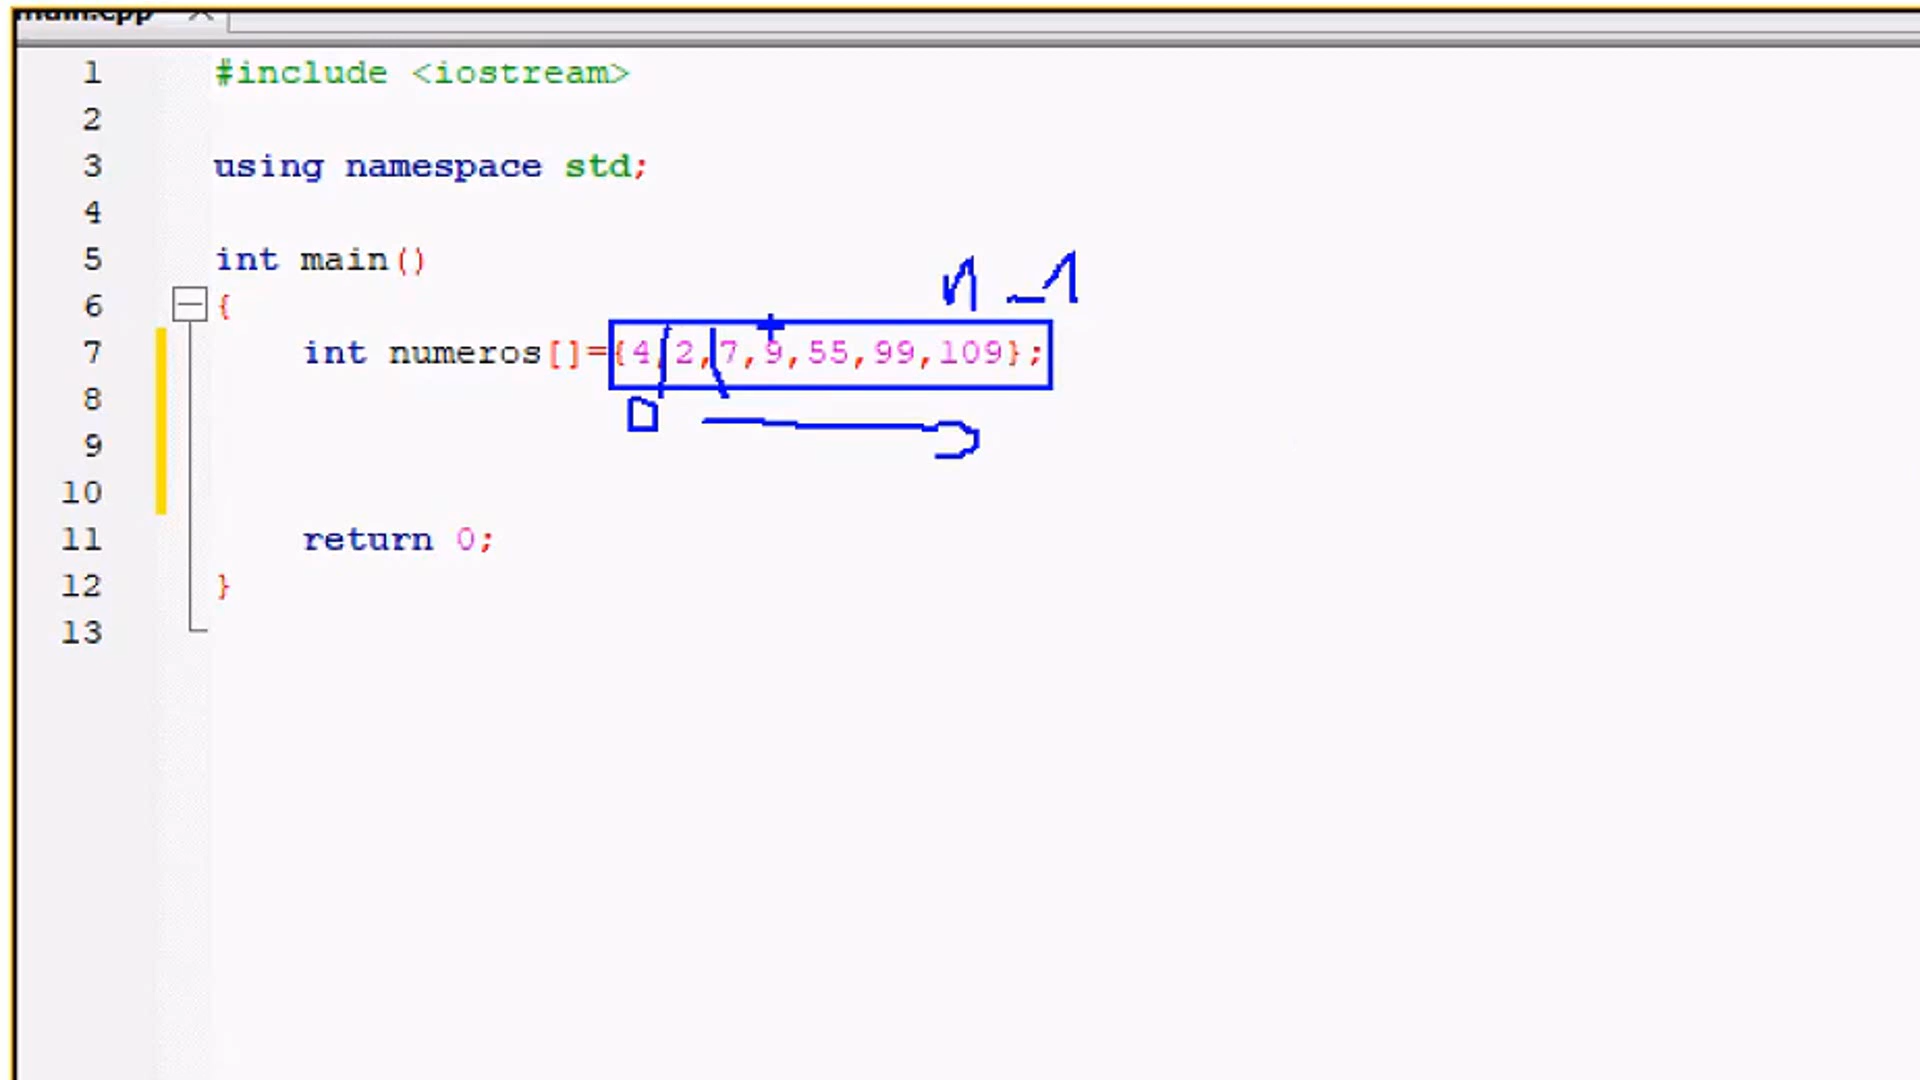 main.cpp
1 #include <iostream>
2
3 using namespace std;
4
5 int main()
6 {
7 int numeros[]={4,2,7,9,55,99,109};
8
9
10
11 return 0;
12 }
13
n-1
0